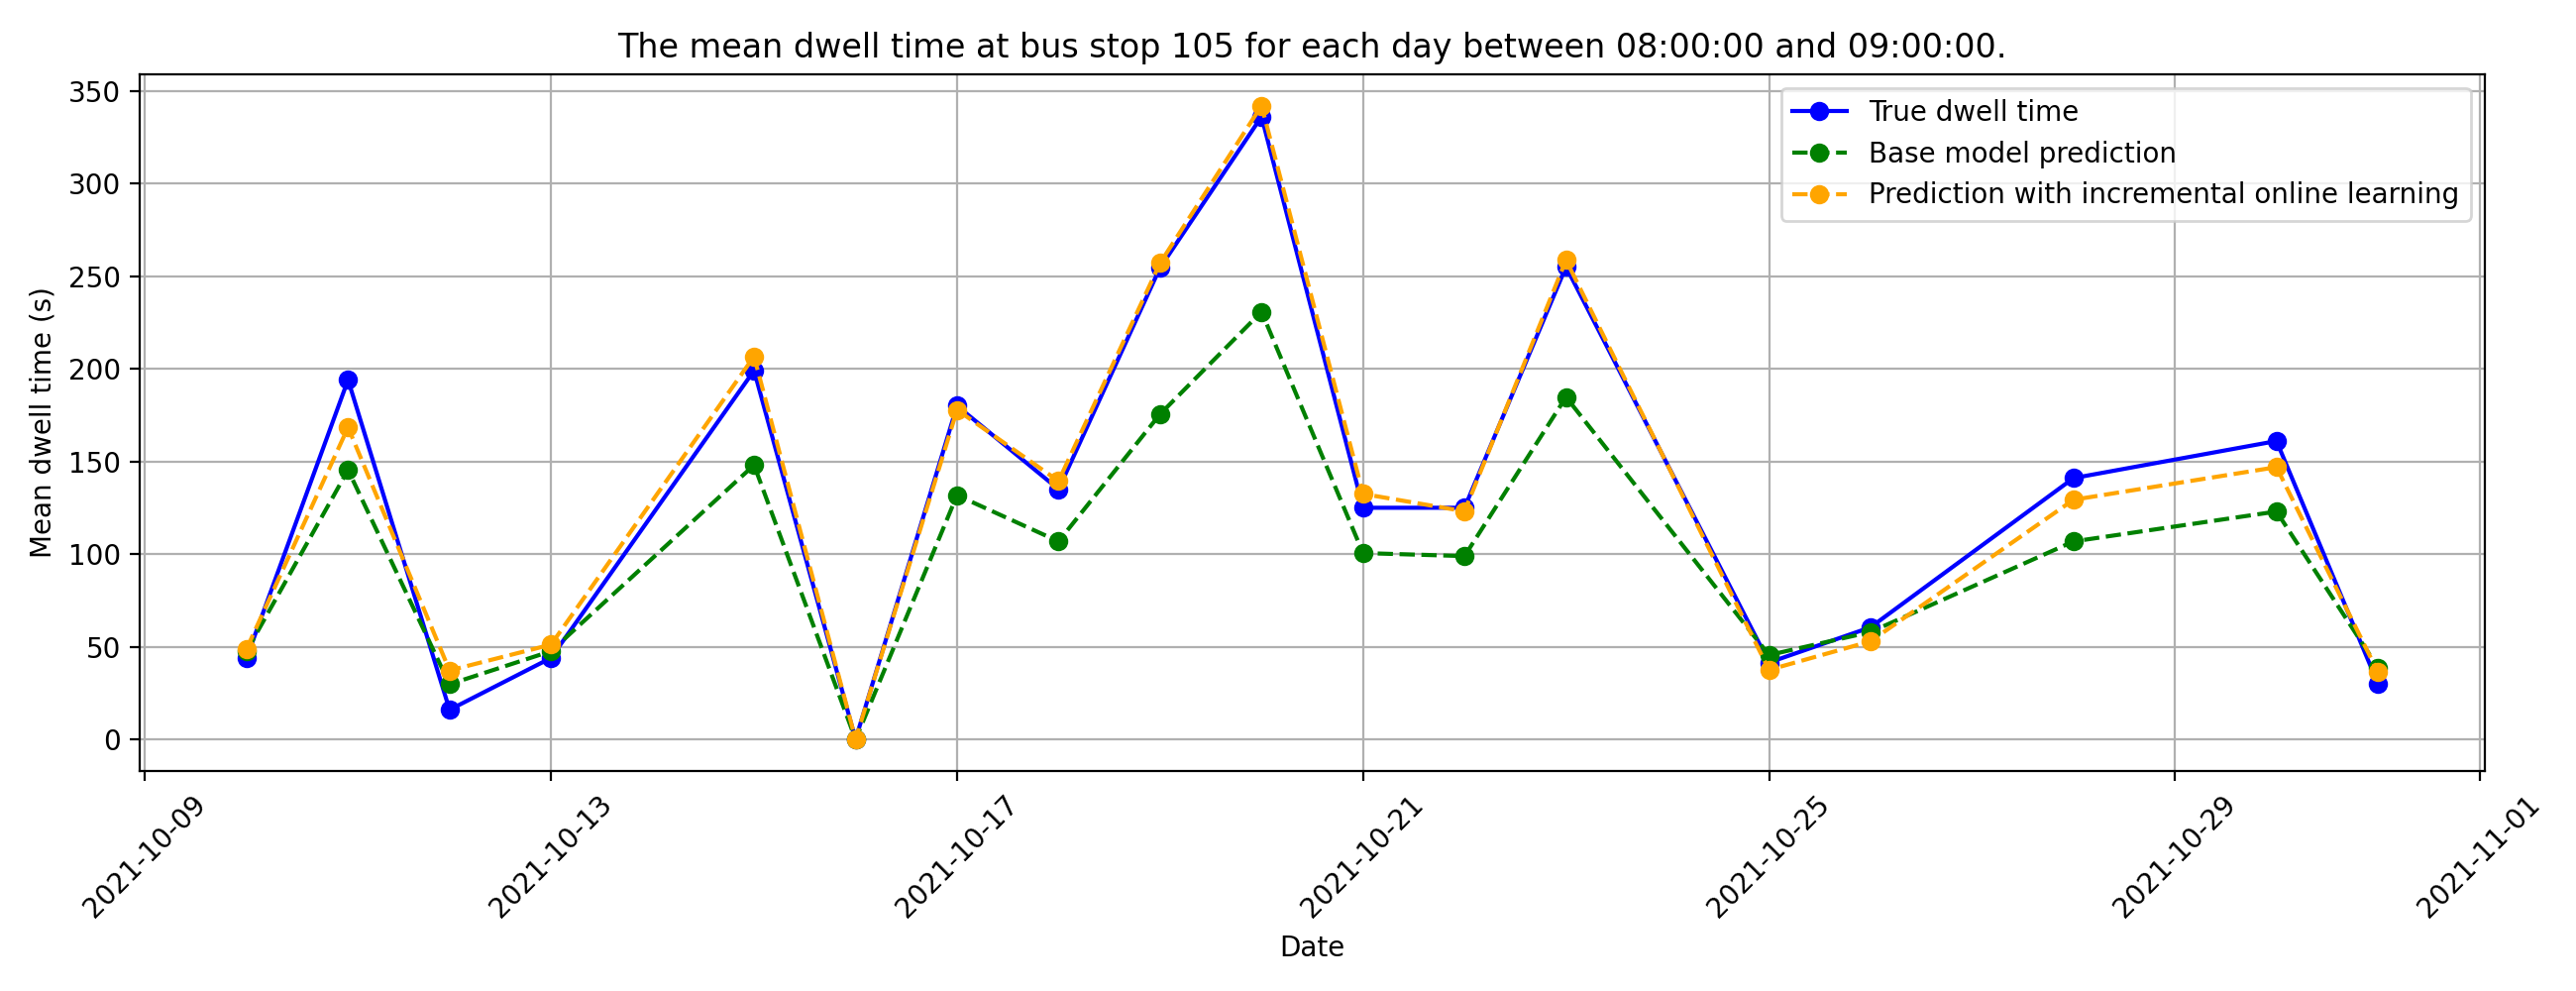 The mean dwell time at bus stop 105 for each day between 08:00:00 and 09:00:00.
True dwell time
Base model prediction
Prediction with incremental online learning
Mean dwell time (s)
350
300
250
200
150
100
50
0
2021-10-09
2021-10-13
2021-10-17
2021-10-21
2021-10-25
2021-10-29
2021-11-01
Date